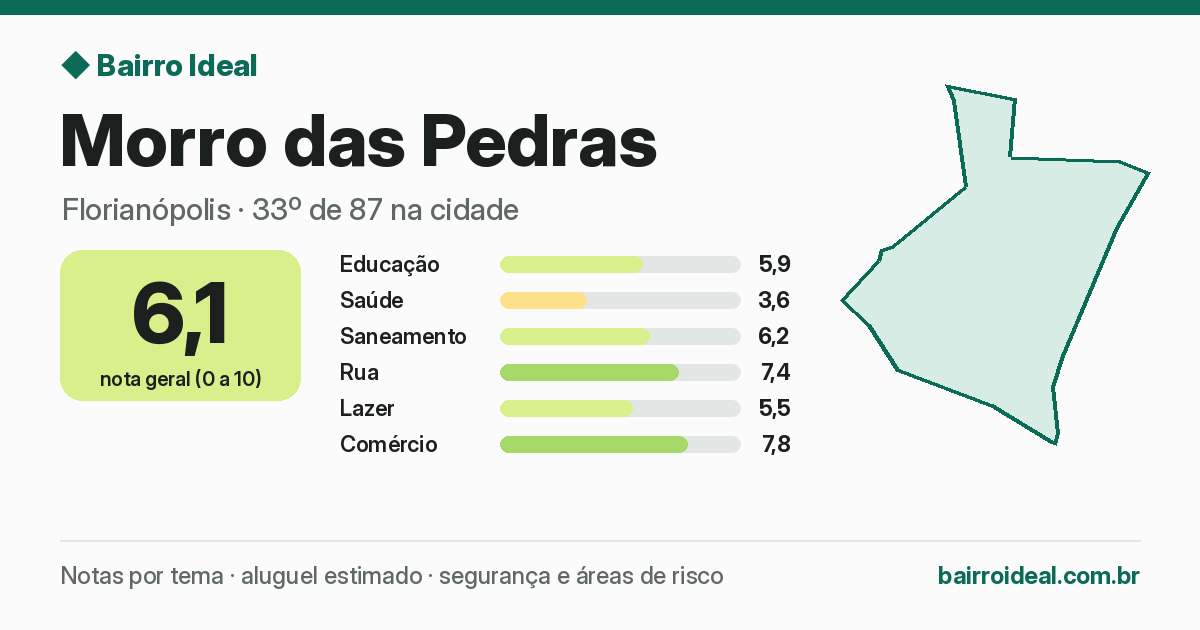 Bairro Ideal
Morro das Pedras
Florianópolis · 33º de 87 na cidade
6,1
nota geral (0 a 10)
Educação 5,9
Saúde 3,6
Saneamento 6,2
Rua 7,4
Lazer 5,5
Comércio 7,8
Notas por tema · aluguel estimado · segurança e áreas de risco
bairroideal.com.br